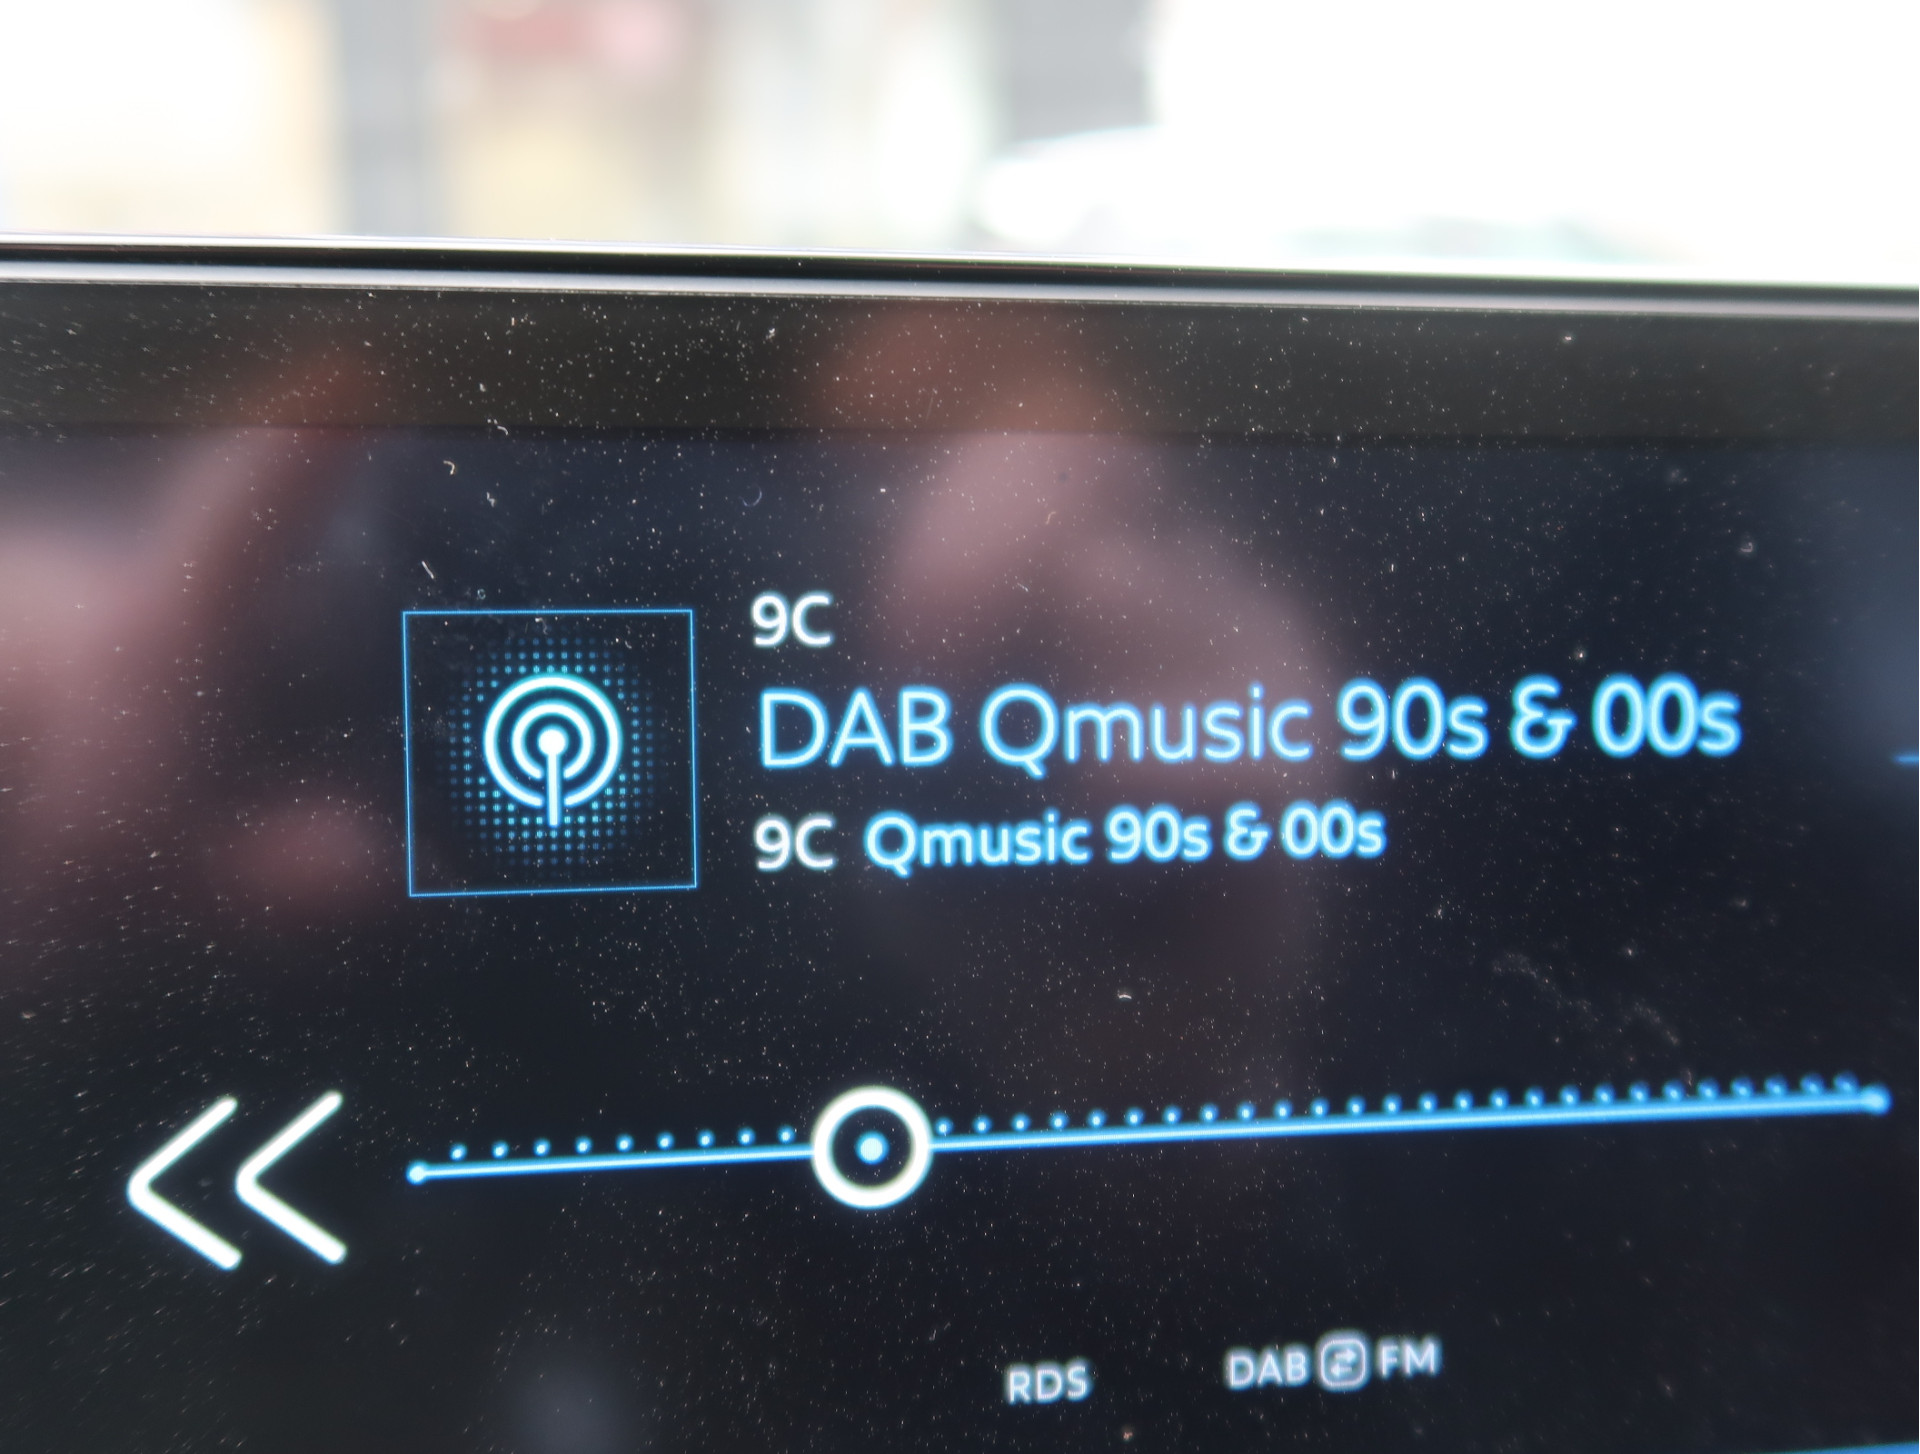 9C
DAB Qmusic 90s & 00s
9C Qmusic 90s & 00s
RDS
DAB FM